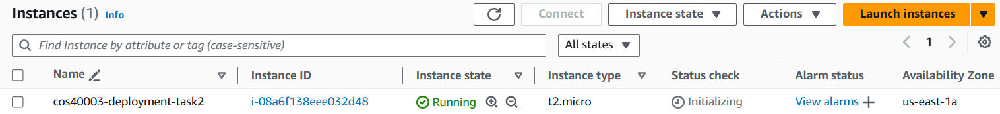 Instances (1) Info Connect Instance state Actions Launch instances
Find Instance by attribute or tag (case-sensitive) All states 1
Name Instance ID Instance state Instance type Status check Alarm status Availability Zone
cos40003-deployment-task2 i-08a6f138eee032d48 Running t2.micro Initializing View alarms + us-east-1a